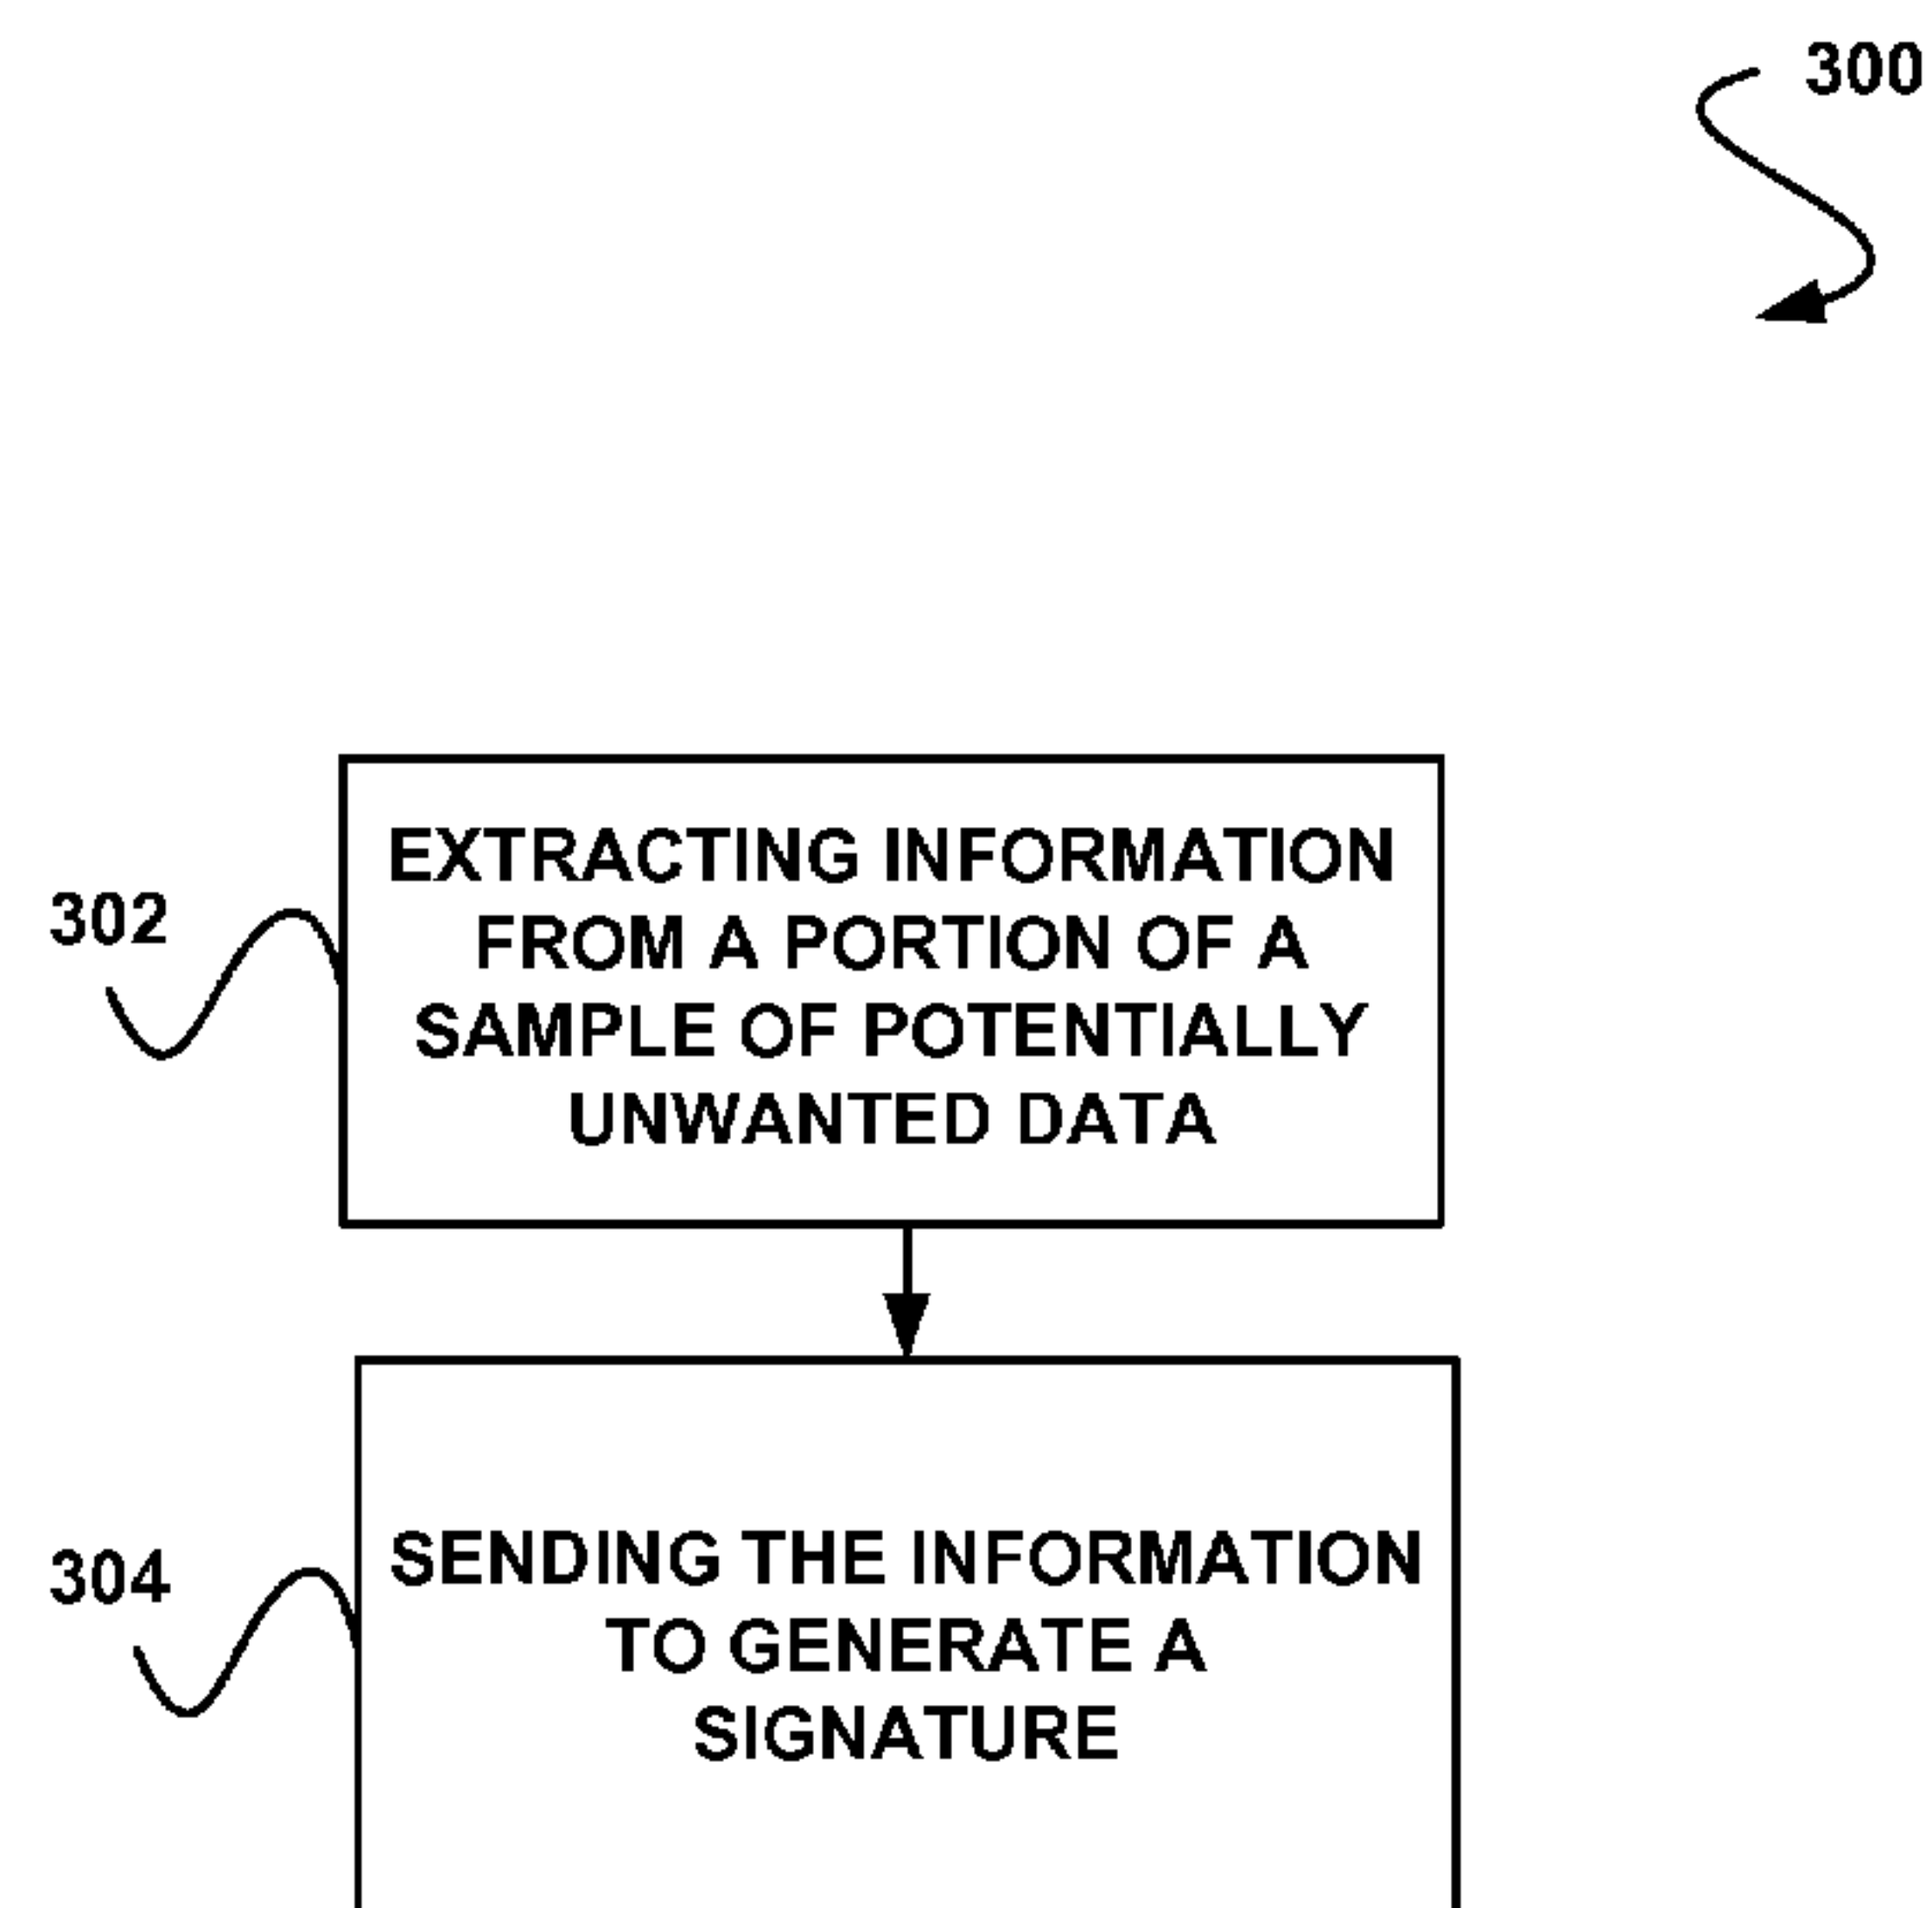 300
302
EXTRACTING INFORMATION
FROM A PORTION OF A
SAMPLE OF POTENTIALLY
UNWANTED DATA
304
SENDING THE INFORMATION
TO GENERATE A
SIGNATURE